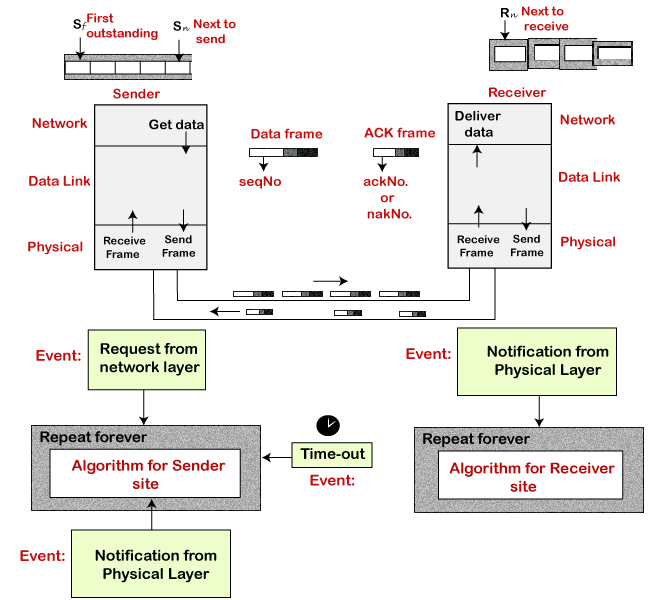 Sf First
outstanding
Sn Next to
send
Rn Next to
receive
Sender
Receiver
Network
Get data
Data frame
ACK frame
Deliver
data
Network
Data Link
seqNo
ackNo.
or
nakNo.
Data Link
Physical
Receive
Frame
Send
Frame
Receive
Frame
Send
Frame
Physical
Event:
Request from
network layer
Event:
Notification from
Physical Layer
Repeat forever
Algorithm for Sender
site
Time-out
Event:
Repeat forever
Algorithm for Receiver
site
Event:
Notification from
Physical Layer